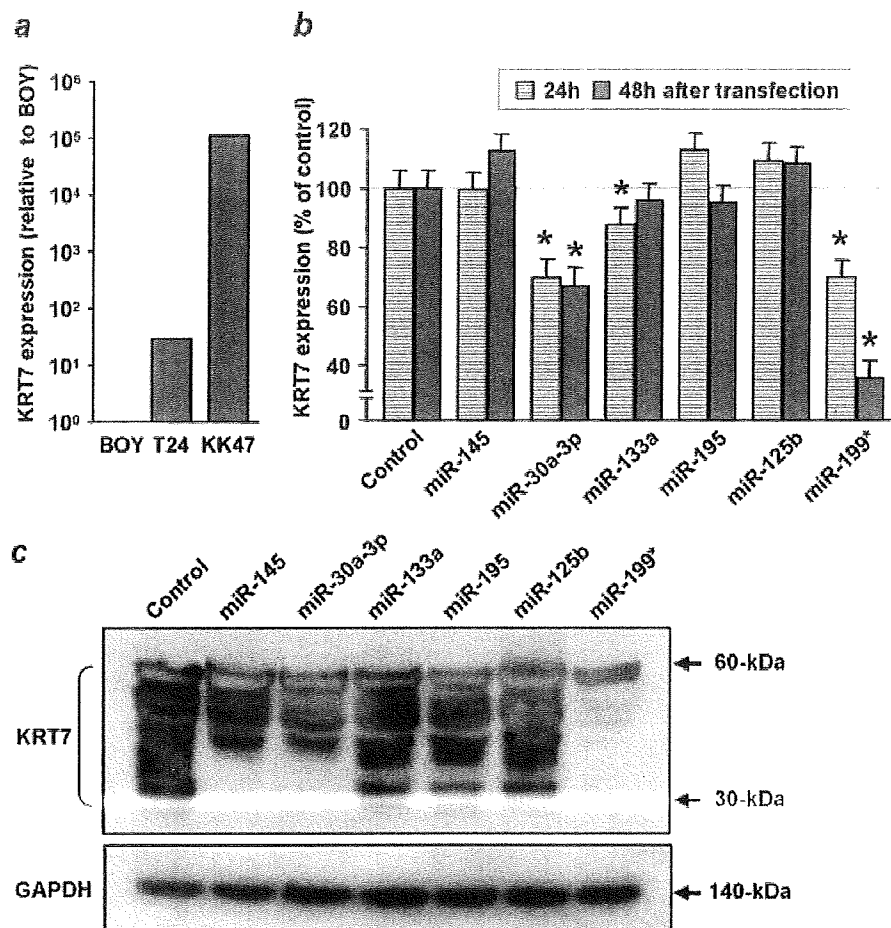 a
KRT7 expression (relative to BOY)
10⁶
10⁵
10⁴
10³
10²
10¹
10⁰
BOY T24 KK47
b
24h 48h after transfection
KRT7 expression (% of control)
120
100
80
60
40
0
* * * * *
Control
miR-145
miR-30a-3p
miR-133a
miR-195
miR-125b
miR-199*
c
Control
miR-145
miR-30a-3p
miR-133a
miR-195
miR-125b
miR-199*
KRT7
60-kDa
30-kDa
GAPDH
140-kDa